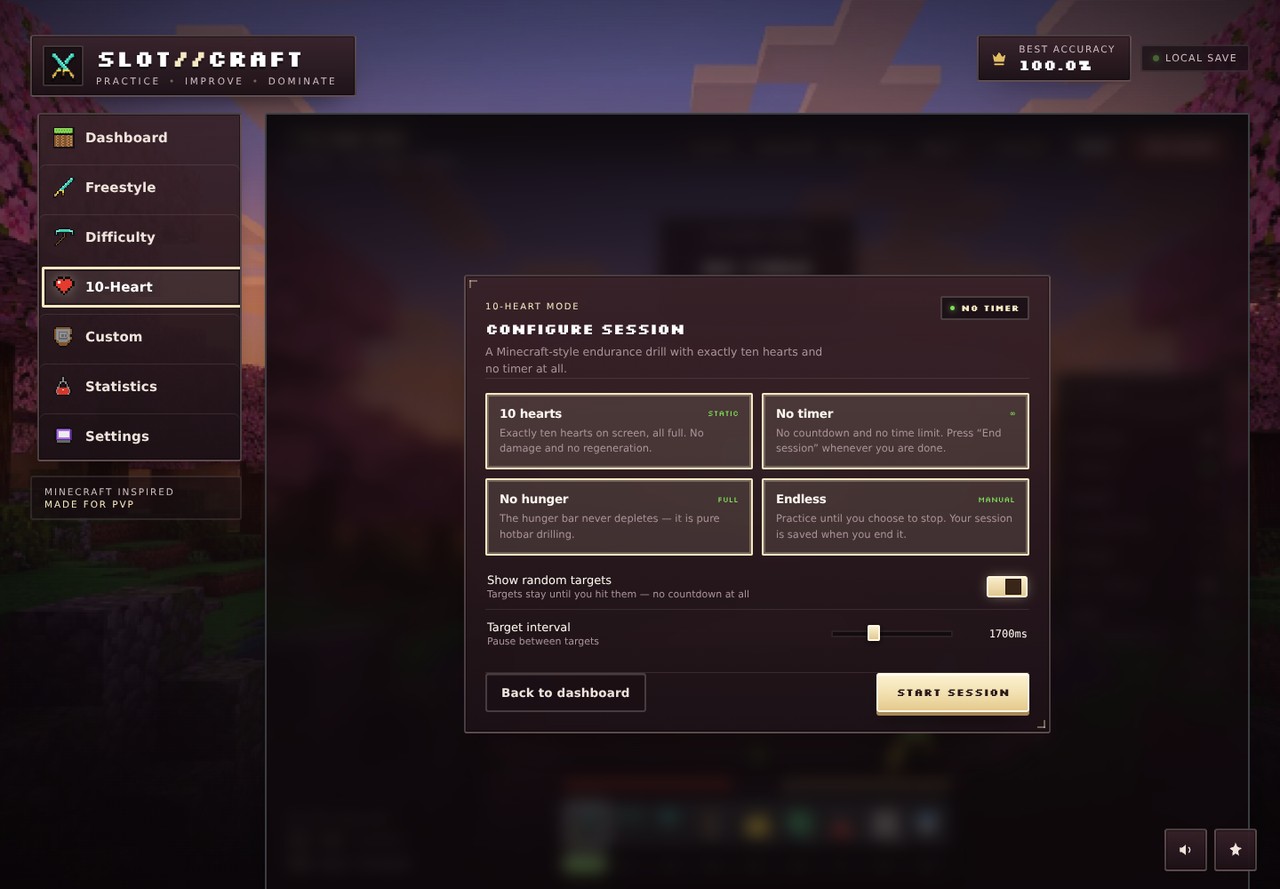 SLOT//CRAFT
PRACTICE • IMPROVE • DOMINATE
BEST ACCURACY
100.0%
LOCAL SAVE
Dashboard
Freestyle
Difficulty
10-Heart
Custom
Statistics
Settings
MINECRAFT INSPIRED
MADE FOR PVP
10-HEART MODE
CONFIGURE SESSION
NO TIMER
A Minecraft-style endurance drill with exactly ten hearts and
no timer at all.
10 hearts
STATIC
Exactly ten hearts on screen, all full. No
damage and no regeneration.
No timer
∞
No countdown and no time limit. Press “End
session” whenever you are done.
No hunger
FULL
The hunger bar never depletes — it is pure
hotbar drilling.
Endless
MANUAL
Practice until you choose to stop. Your session
is saved when you end it.
Show random targets
Targets stay until you hit them — no countdown at all
Target interval
Pause between targets
1700ms
Back to dashboard
START SESSION